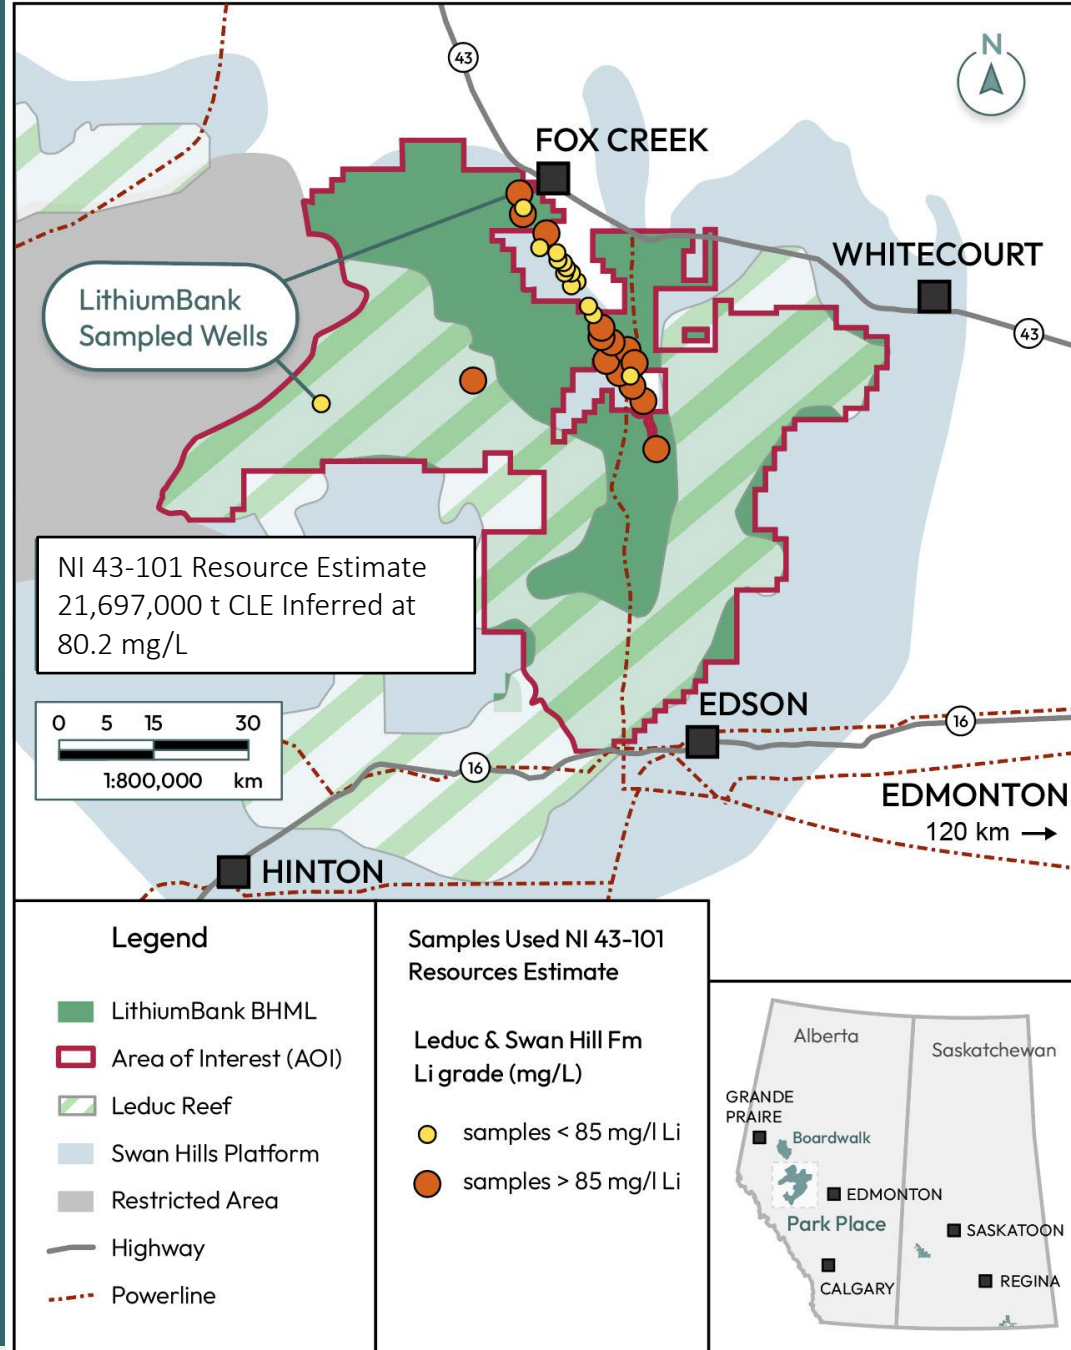 43
N
FOX CREEK
WHITECOURT
LithiumBank
Sampled Wells
43
NI 43-101 Resource Estimate
21,697,000 t CLE Inferred at
80.2 mg/L
EDSON
0 5 15 30
1:800,000 km
16
16
EDMONTON
120 km →
HINTON
Legend
LithiumBank BHML
Area of Interest (AOI)
Leduc Reef
Swan Hills Platform
Restricted Area
Highway
Powerline
Samples Used NI 43-101
Resources Estimate
Leduc & Swan Hill Fm
Li grade (mg/L)
samples < 85 mg/l Li
samples > 85 mg/l Li
Alberta
Saskatchewan
GRANDE
PRAIRE
Boardwalk
EDMONTON
Park Place
SASKATOON
CALGARY
REGINA